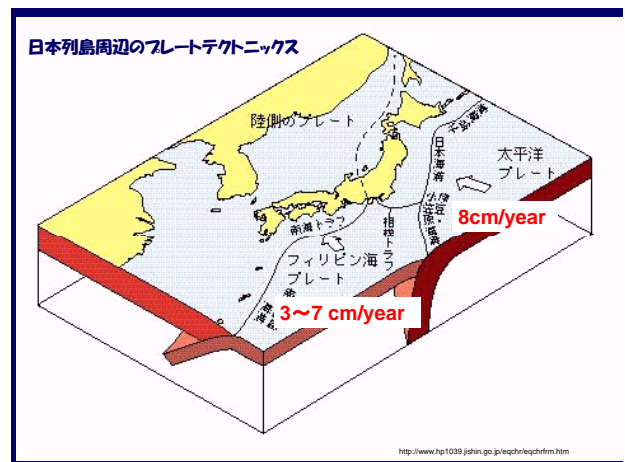 日本列島周辺のプレートテクトニックス
陸側のプレート
千島海溝
日本海溝
太平洋
プレート
伊豆・
小笠原海溝
8cm/year
南海トラフ
相模トラフ
フィリピン海
プレート
3～7 cm/year
http://www.hp1039.jishin.go.jp/eqchr/eqchrfrm.htm